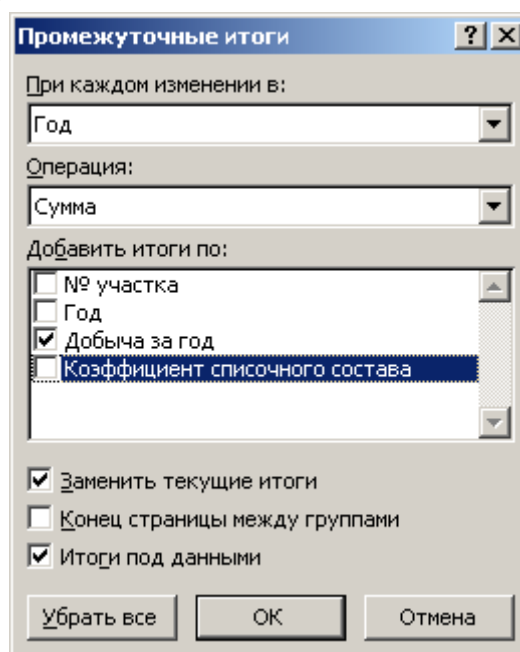 Промежуточные итоги
При каждом изменении в:
Год
Операция:
Сумма
Добавить итоги по:
№ участка
Год
Добыча за год
Коэффициент списочного состава
Заменить текущие итоги
Конец страницы между группами
Итоги под данными
Убрать все ОК Отмена